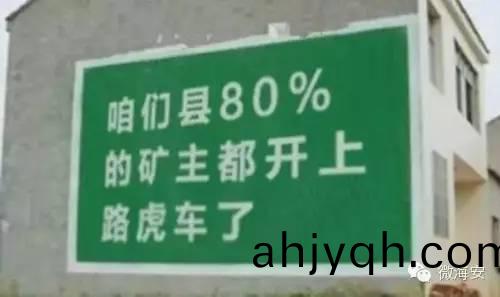 咱们县80%
的矿主都开上
路虎车了
ahjyqh.com
微海安